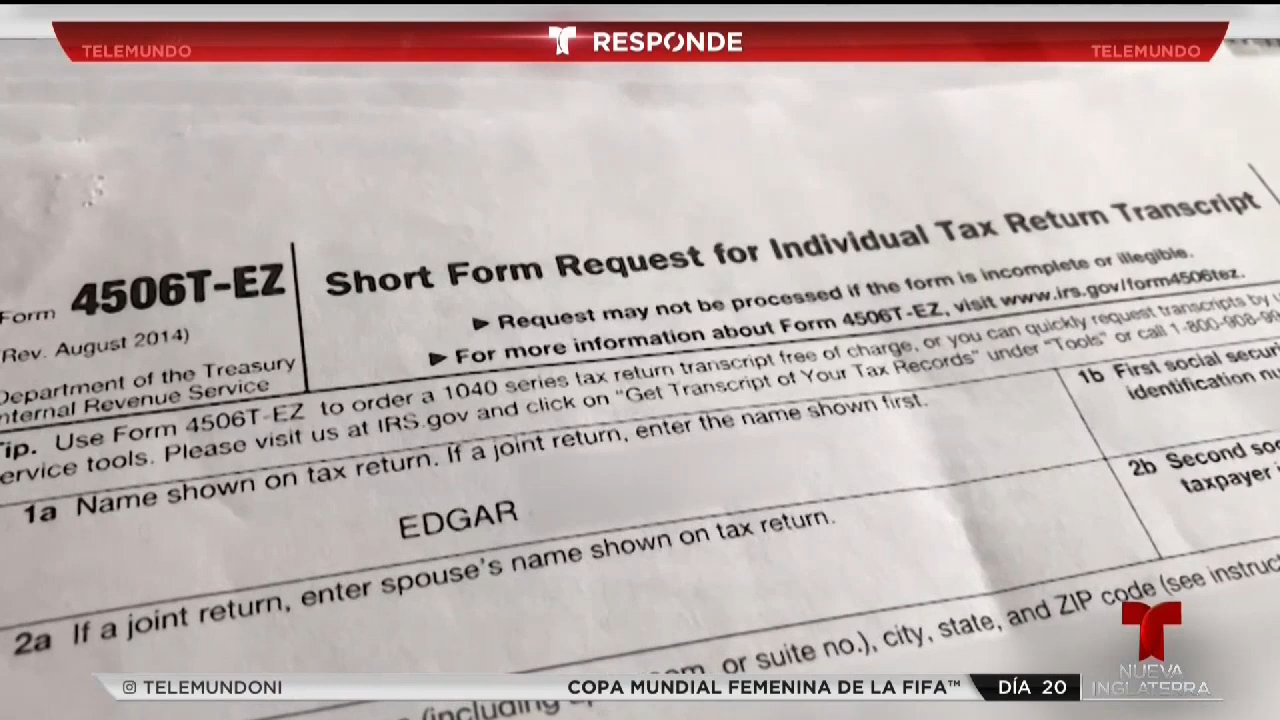 TELEMUNDO
RESPONDE
TELEMUNDO
Form 4506T-EZ
(Rev. August 2014)
Department of the Treasury
Internal Revenue Service
Short Form Request for Individual Tax Return Transcript
▶ Request may not be processed if the form is incomplete or illegible.
▶ For more information about Form 4506T-EZ, visit www.irs.gov/form4506tez.
Tip. Use Form 4506T-EZ to order a 1040 series tax return transcript free of charge, or you can quickly request transcripts by
service tools. Please visit us at IRS.gov and click on "Get Transcript of Your Tax Records" under "Tools" or call 1-800-908-99
1a Name shown on tax return. If a joint return, enter the name shown first.
EDGAR
1b First social securi
identification nu
2a If a joint return, enter spouse's name shown on tax return.
2b Second soc
taxpayer i
or suite no.), city, state, and ZIP code (see instruc
(including
NUEVA
INGLATERRA
TELEMUNDONI
COPA MUNDIAL FEMENINA DE LA FIFA™
DÍA 20